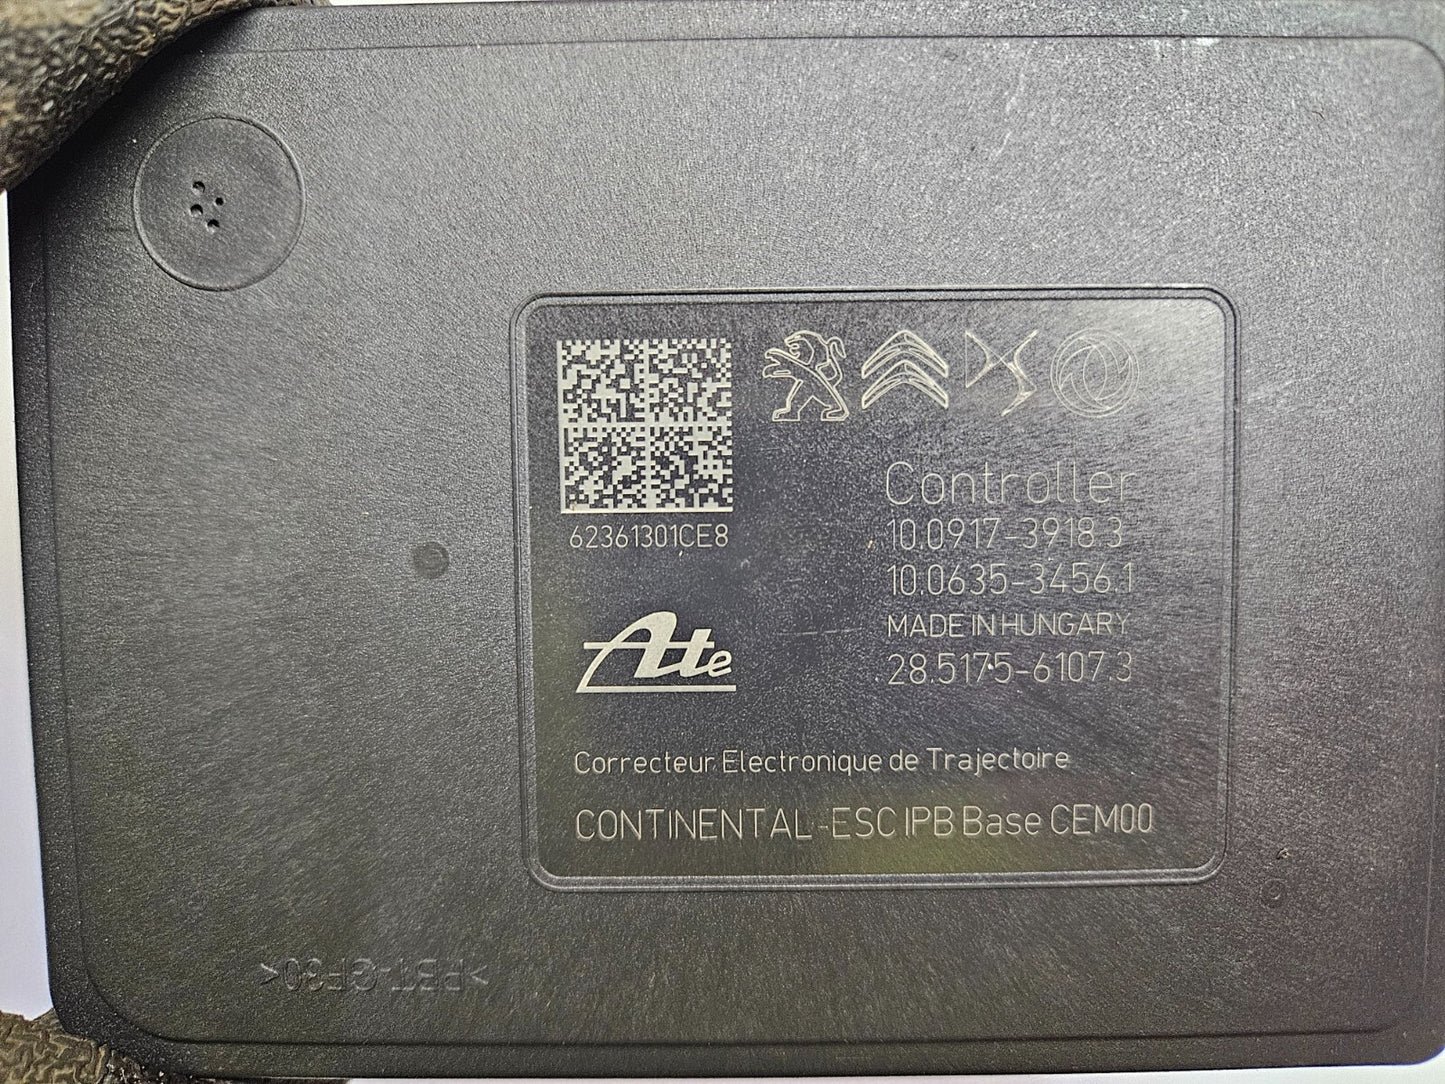 62361301CE8
Controller
10.0917-3918.3
10.0635-3456.1
MADE IN HUNGARY
28.5175-6107.3
Ate
Correcteur Electronique de Trajectoire
CONTINENTAL-ESC IPB Base CEM00
>PBT-GF30<